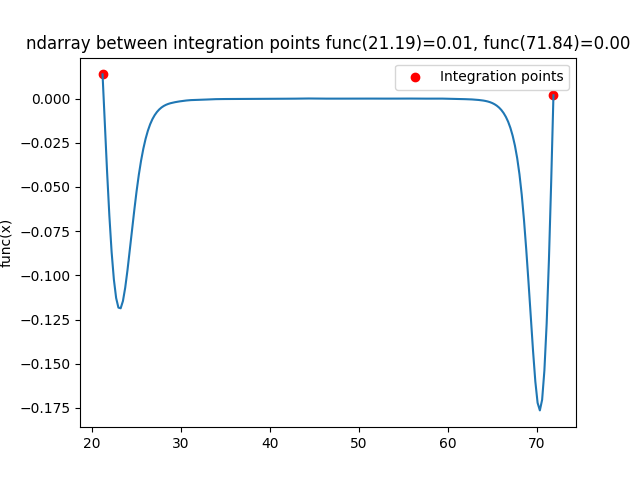 ndarray between integration points func(21.19)=0.01, func(71.84)=0.00
Integration points
func(x)
0.000
−0.025
−0.050
−0.075
−0.100
−0.125
−0.150
−0.175
20 30 40 50 60 70